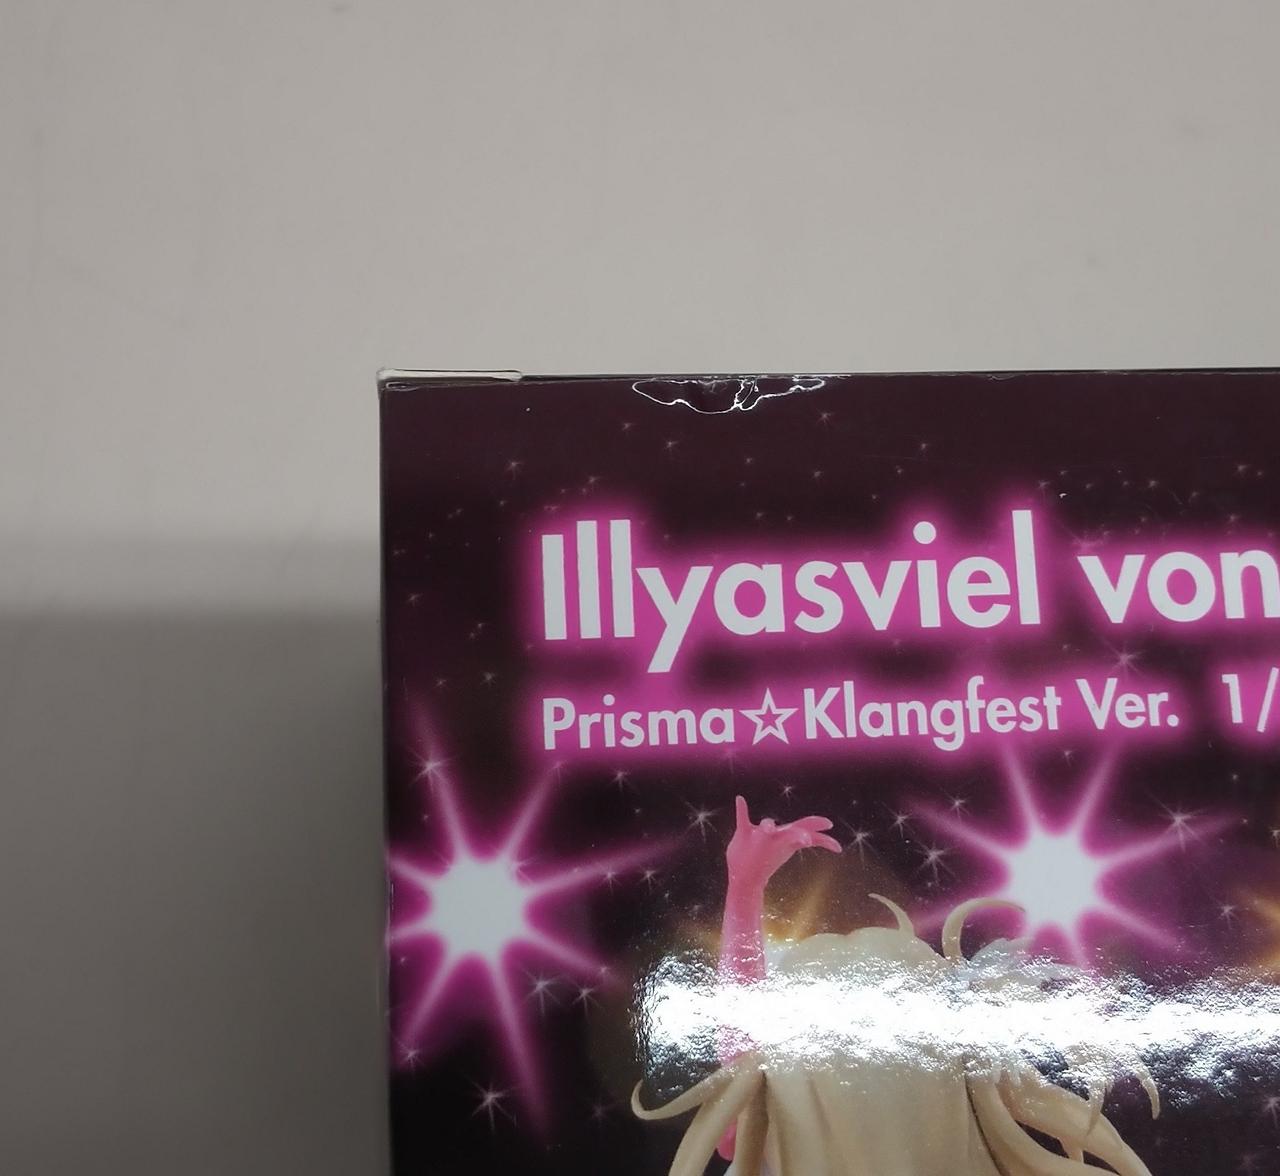 Illyasviel von
Prisma☆Klangfest Ver. 1/